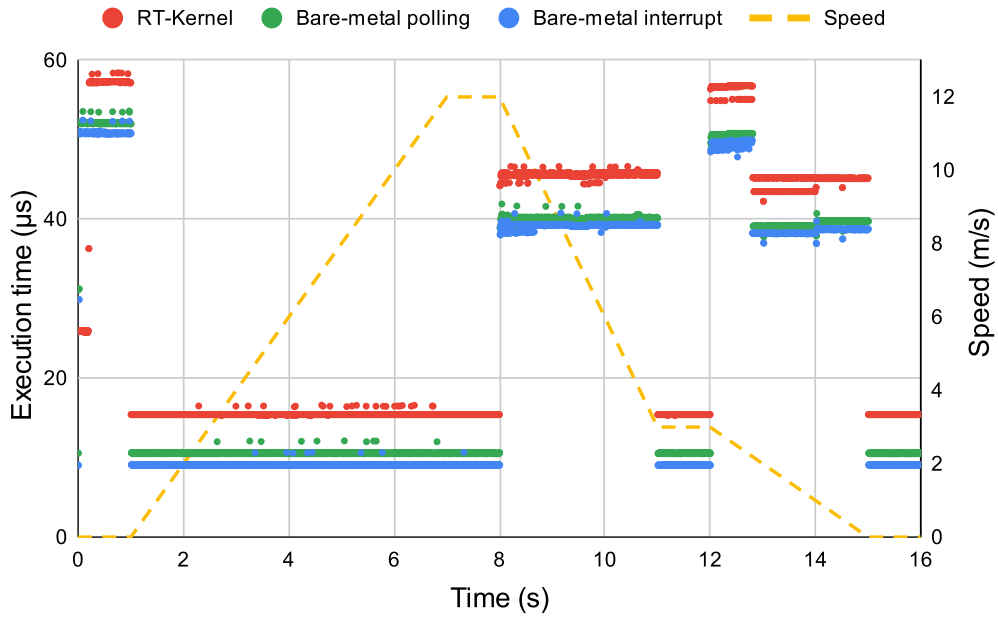 RT-Kernel Bare-metal polling Bare-metal interrupt Speed
60
40
20
0
Execution time (μs)
12
10
8
6
4
2
0
Speed (m/s)
0 2 4 6 8 10 12 14 16
Time (s)